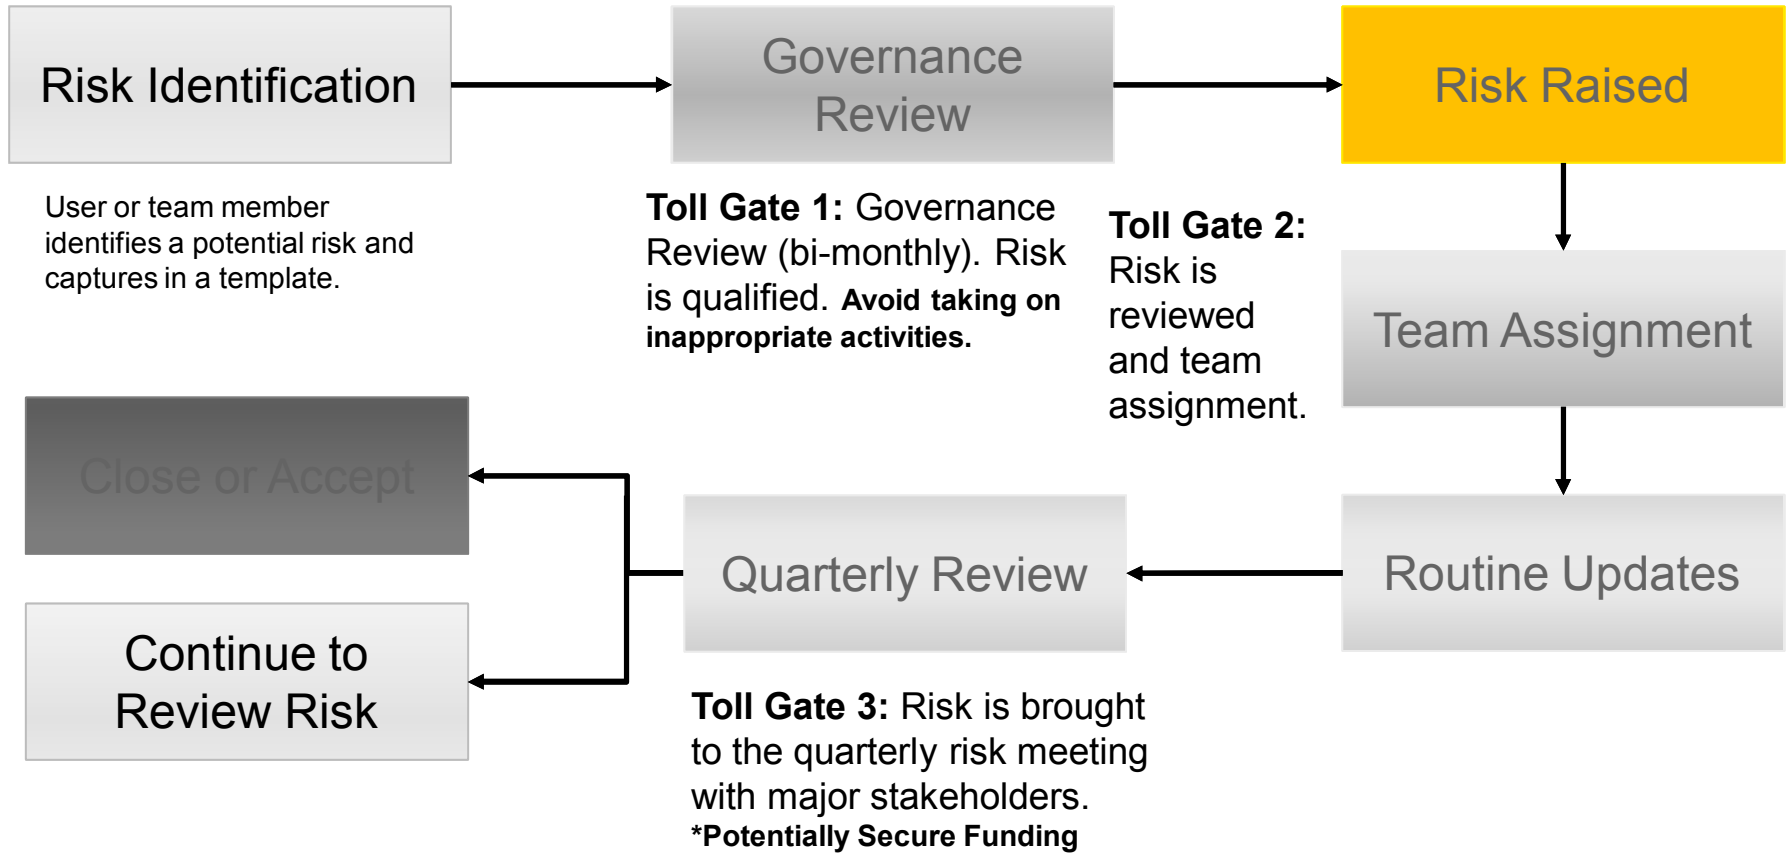 Risk Identification
Governance
Review
Risk Raised
User or team member
identifies a potential risk and
captures in a template.
Toll Gate 1: Governance
Review (bi-monthly). Risk
is qualified. Avoid taking on
inappropriate activities.
Toll Gate 2:
Risk is
reviewed
and team
assignment.
Team Assignment
Close or Accept
Quarterly Review
Routine Updates
Continue to
Review Risk
Toll Gate 3: Risk is brought
to the quarterly risk meeting
with major stakeholders.
*Potentially Secure Funding